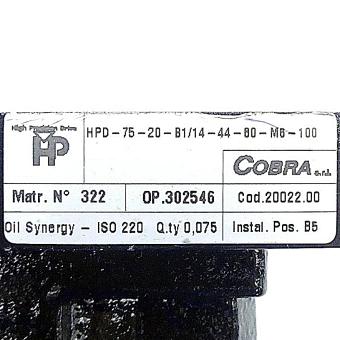 High Precision Drive
HP
HPD-75-20-B1/14-44-80-M6-100
COBRA s.r.l.
Matr. N° 322 OP.302546 Cod.20022.00
Oil Synergy - ISO 220 Q.ty 0,075 Instal. Pos. B5